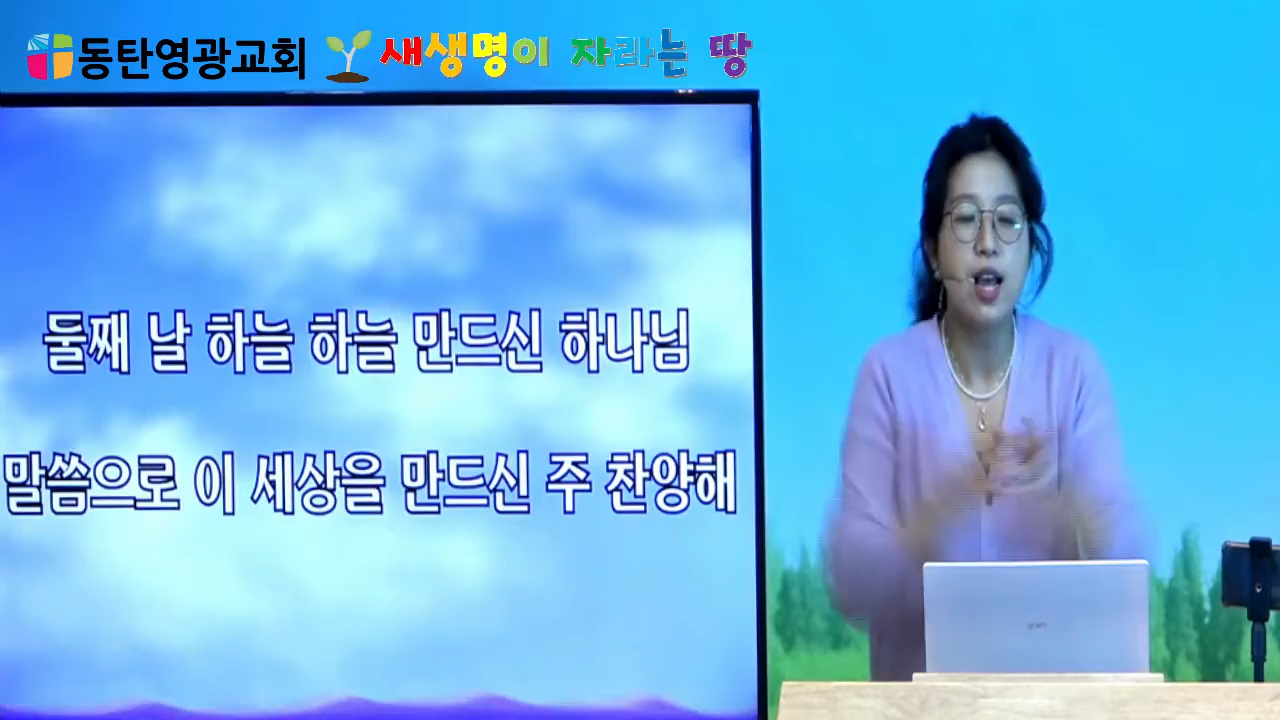 동탄영광교회 새생명이 자라는 땅
둘째 날 하늘 하늘 만드신 하나님
말씀으로 이 세상을 만드신 주 찬양해
gram